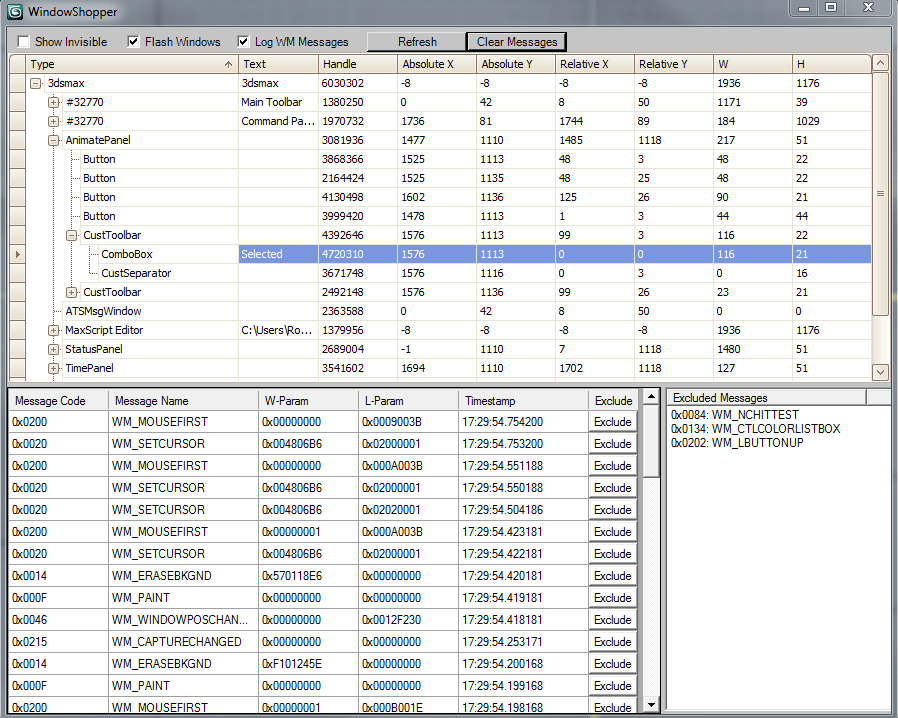 WindowShopper
Show Invisible Flash Windows Log WM Messages Refresh Clear Messages
Type Text Handle Absolute X Absolute Y Relative X Relative Y W H
3dsmax 3dsmax 6030302 -8 -8 -8 -8 1936 1176
#32770 Main Toolbar 1380250 0 42 8 50 1171 39
#32770 Command Pa... 1970732 1736 81 1744 89 184 1029
AnimatePanel 3081936 1477 1110 1485 1118 217 51
Button 3868366 1525 1113 48 3 48 22
Button 2164424 1525 1135 48 25 48 22
Button 4130498 1602 1136 125 26 90 21
Button 3999420 1478 1113 1 3 44 44
CustToolbar 4392646 1576 1113 99 3 116 22
ComboBox Selected 4720310 1576 1113 0 0 116 21
CustSeparator 3671748 1576 1116 0 3 0 16
CustToolbar 2492148 1576 1136 99 26 23 21
ATSMsgWindow 2363588 0 42 8 50 0 0
MaxScript Editor C:\Users\Ro... 1379956 -8 -8 -8 -8 1936 1176
StatusPanel 2689004 -1 1110 7 1118 1480 51
TimePanel 3541602 1694 1110 1702 1118 127 51
Message Code Message Name W-Param L-Param Timestamp Exclude
0x0200 WM_MOUSEFIRST 0x00000000 0x0009003B 17:29:54.754200 Exclude
0x0020 WM_SETCURSOR 0x004806B6 0x02000001 17:29:54.753200 Exclude
0x0200 WM_MOUSEFIRST 0x00000000 0x000A003B 17:29:54.551188 Exclude
0x0020 WM_SETCURSOR 0x004806B6 0x02000001 17:29:54.550188 Exclude
0x0020 WM_SETCURSOR 0x004806B6 0x02020001 17:29:54.504186 Exclude
0x0200 WM_MOUSEFIRST 0x00000001 0x000A003B 17:29:54.423181 Exclude
0x0020 WM_SETCURSOR 0x004806B6 0x02000001 17:29:54.422181 Exclude
0x0014 WM_ERASEBKGND 0x570118E6 0x00000000 17:29:54.420181 Exclude
0x000F WM_PAINT 0x00000000 0x00000000 17:29:54.419181 Exclude
0x0046 WM_WINDOWPOSCHAN... 0x00000000 0x0012F230 17:29:54.418181 Exclude
0x0215 WM_CAPTURECHANGED 0x00000000 0x00000000 17:29:54.253171 Exclude
0x0014 WM_ERASEBKGND 0xF101245E 0x00000000 17:29:54.200168 Exclude
0x000F WM_PAINT 0x00000000 0x00000000 17:29:54.199168 Exclude
0x0200 WM_MOUSEFIRST 0x00000001 0x000B001E 17:29:54.198168 Exclude
Excluded Messages
0x0084: WM_NCHITTEST
0x0134: WM_CTLCOLORLISTBOX
0x0202: WM_LBUTTONUP